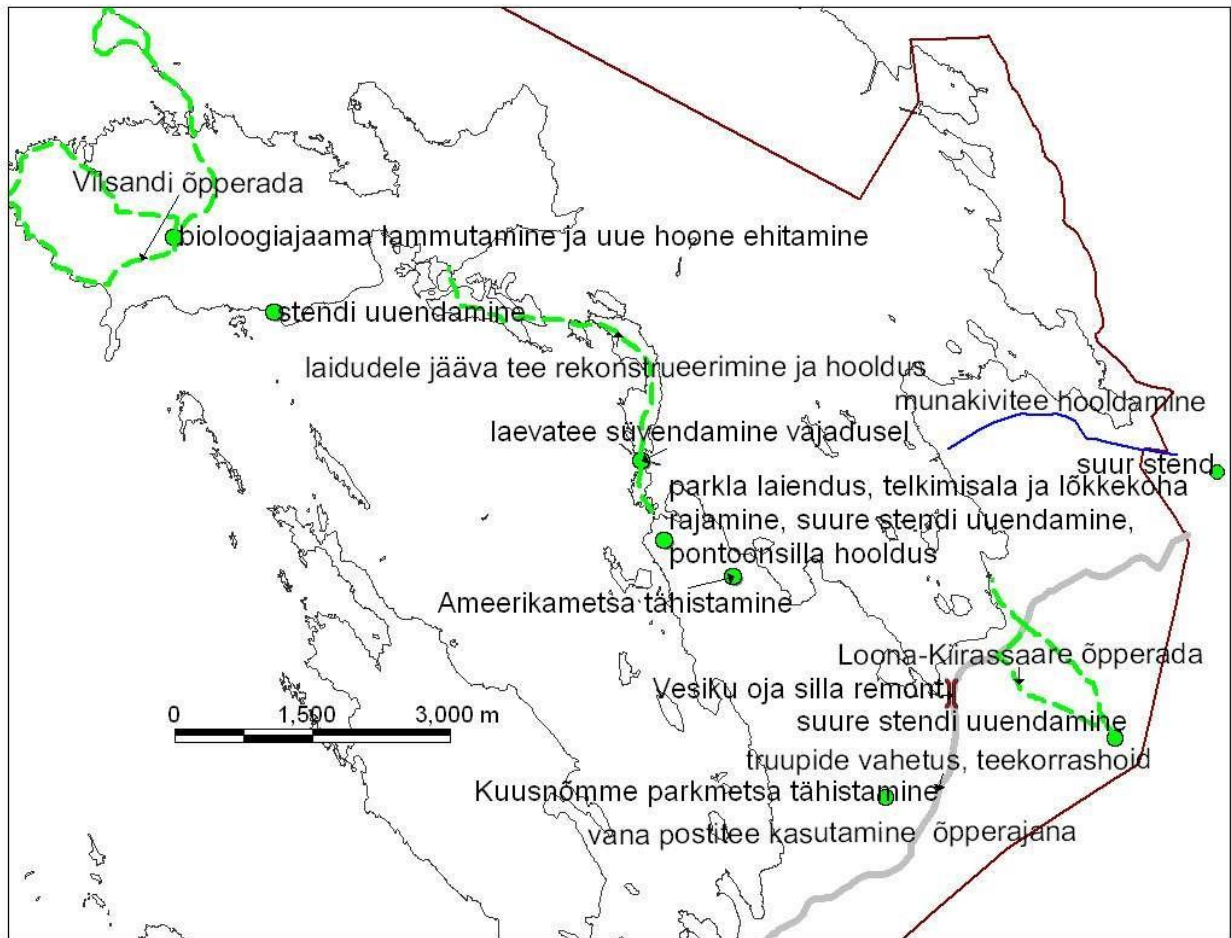 Vilsandi õpperada
bioloogiajaama lammutamine ja uue hoone ehitamine
stendi uuendamine
laidudele jääva tee rekonstrueerimine ja hooldus
munakivitee hooldamine
laevatee süvendamine vajadusel
suur stend
parkla laiendus, telkimisala ja lõkkekoha
rajamine, suure stendi uuendamine,
pontoonsilla hooldus
Ameerikametsa tähistamine
Loona-Kiirassaare õpperada
Vesiku oja silla remont
suure stendi uuendamine
0 1,500 3,000 m
truupide vahetus, teekorrashoid
Kuusnõmme parkmetsa tähistamine
vana postitee kasutamine õpperajana